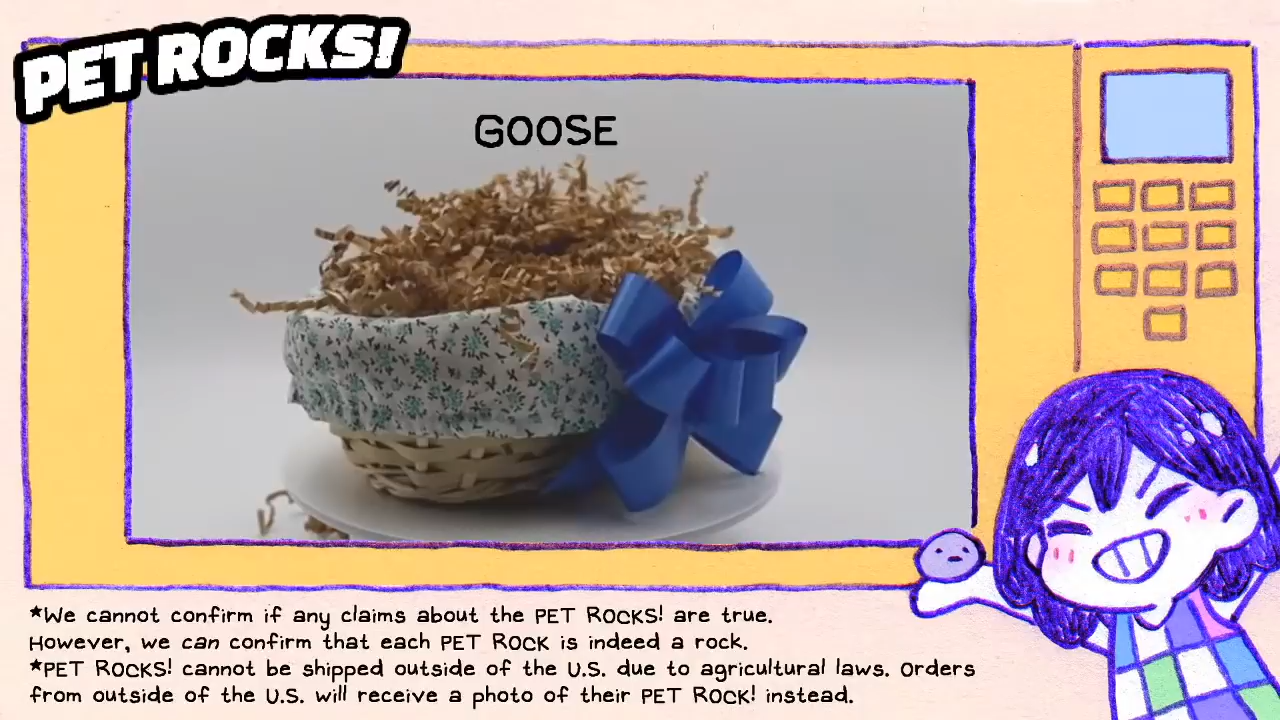 PET ROCKS!
GOOSE
*We cannot confirm if any claims about the PET ROCKS! are true.
However, we can confirm that each PET ROCK is indeed a rock.
*PET ROCKS! cannot be shipped outside of the U.S. due to agricultural laws. Orders
from outside of the U.S. will receive a photo of their PET ROCK! instead.